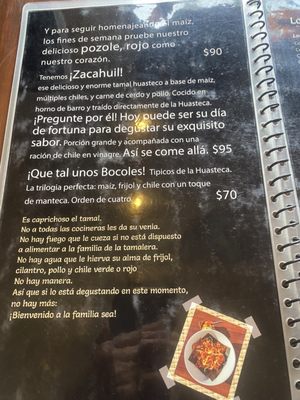 Y para seguir homenajeando al maíz,
los fines de semana pruebe nuestro
delicioso pozole, rojo como
nuestro corazón. $90
Tenemos ¡Zacahuil!
ese delicioso y enorme tamal huasteco a base de maíz,
múltiples chiles, y carne de cerdo y pollo. Cocido en
horno de barro y traído directamente de la Huasteca.
¡Pregunte por él! Hoy puede ser su día
de fortuna para degustar su exquisito
sabor. Porción grande y acompañada con una
ración de chile en vinagre. Así se come allá. $95
¡Que tal unos Bocoles! Tipicos de la Huasteca.
La trilogía perfecta: maíz, frijol y chile con un toque
de manteca. Orden de cuatro. $70
Es caprichoso el tamal.
No a todas las cocineras les da su venia.
No hay fuego que le cueza si no está dispuesto
a alimentar a la familia de la tamalera.
No hay agua que le hierva su alma de frijol,
cilantro, pollo y chile verde o rojo
No hay manera.
Así que si lo está degustando en este momento,
no hay más:
¡Bienvenido a la familia sea!